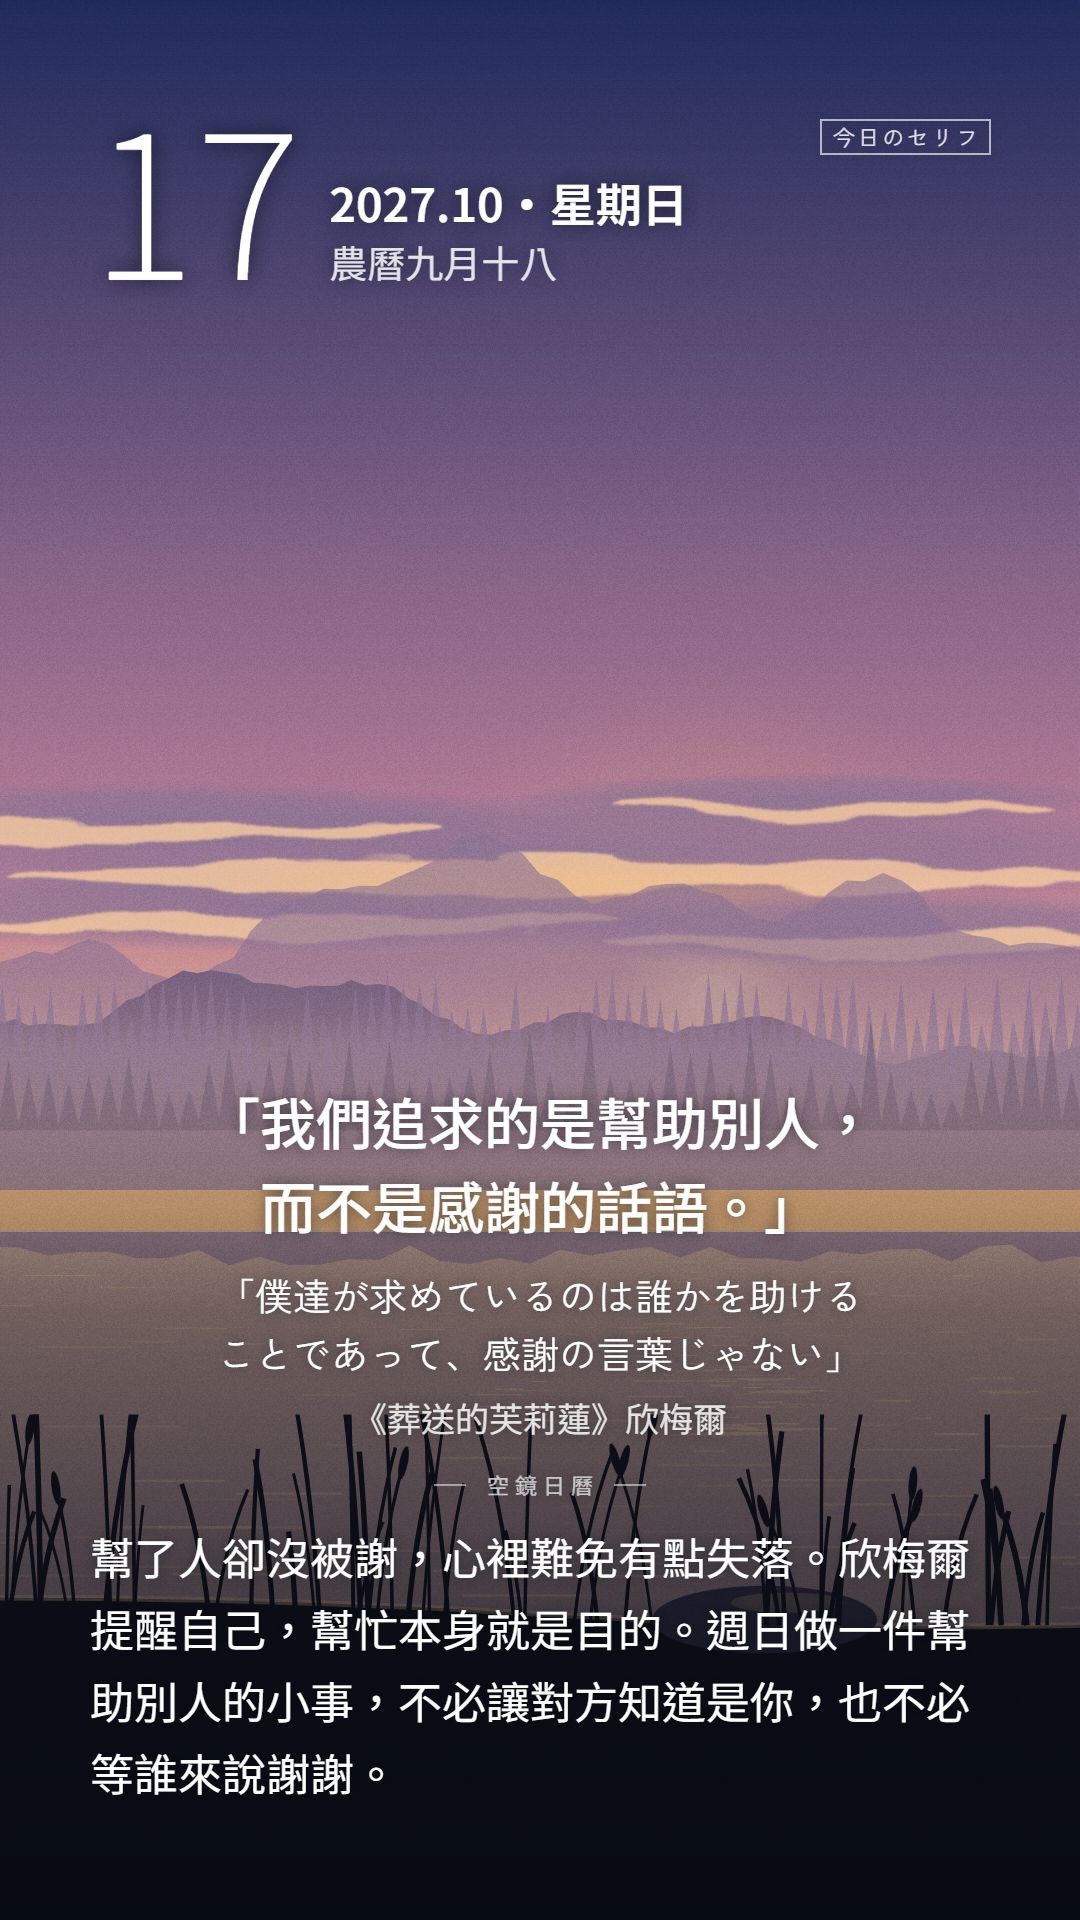 17
今日のセリフ
2027.10・星期日
農曆九月十八
「我們追求的是幫助別人，
而不是感謝的話語。」
「僕達が求めているのは誰かを助ける
ことであって、感謝の言葉じゃない」
《葬送的芙莉蓮》欣梅爾
空鏡日曆
幫了人卻沒被謝，心裡難免有點失落。欣梅爾
提醒自己，幫忙本身就是目的。週日做一件幫
助別人的小事，不必讓對方知道是你，也不必
等誰來說謝謝。